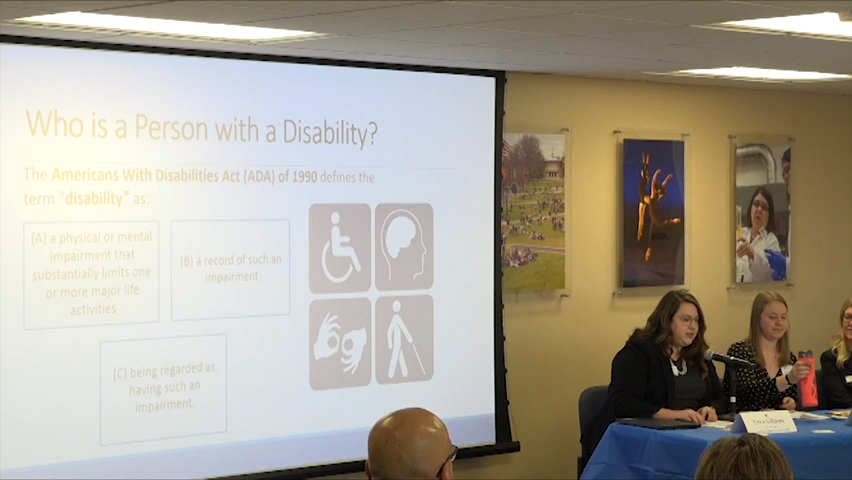 Who is a Person with a Disability?
The Americans With Disabilities Act (ADA) of 1990 defines the
term "disability" as:
(A) a physical or mental
impairment that
substantially limits one
or more major life
activities
(B) a record of such an
impairment.
(C) being regarded as
having such an
impairment.